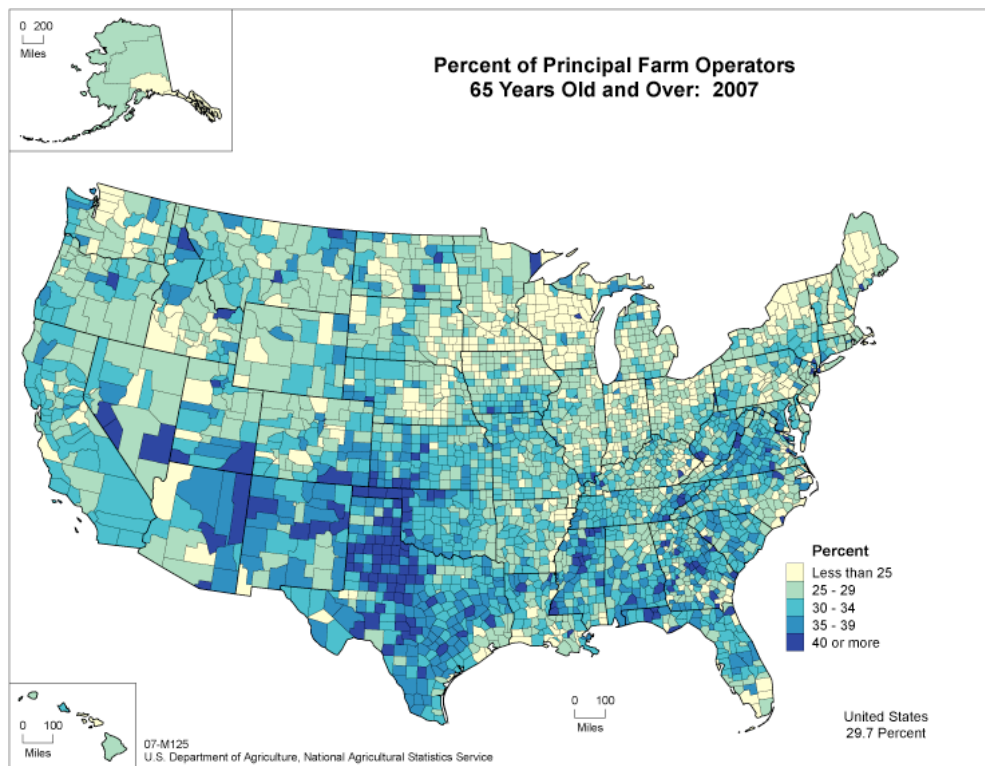 0 200
Miles
Percent of Principal Farm Operators
65 Years Old and Over: 2007
Percent
Less than 25
25 - 29
30 - 34
35 - 39
40 or more
0 100
Miles
0 100
Miles
United States
29.7 Percent
07-M125
U.S. Department of Agriculture, National Agricultural Statistics Service